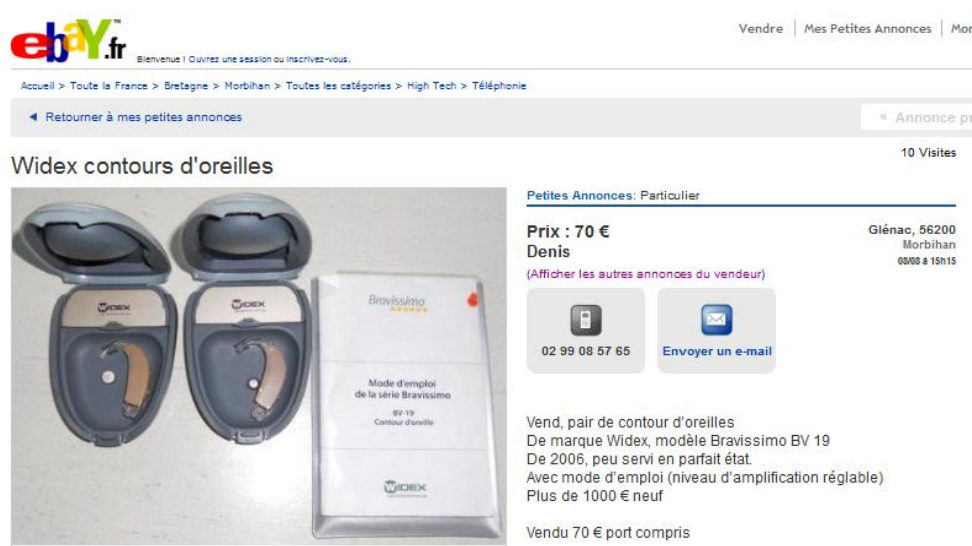 ebay.fr
™
Bienvenue ! Ouvrez une session ou inscrivez-vous.
Vendre | Mes Petites Annonces | Mon
Accueil > Toute la France > Bretagne > Morbihan > Toutes les catégories > High Tech > Téléphonie
◄ Retourner à mes petites annonces
« Annonce pr
Widex contours d'oreilles
10 Visites
WIDEX
WIDEX
Bravissimo
Mode d'emploi
de la série Bravissimo
BV-19
Contour d'oreille
WIDEX
Petites Annonces: Particulier
Prix : 70 €
Denis
(Afficher les autres annonces du vendeur)
Glénac, 56200
Morbihan
08/08 à 15h15
02 99 08 57 65
Envoyer un e-mail
Vend, pair de contour d'oreilles
De marque Widex, modèle Bravissimo BV 19
De 2006, peu servi en parfait état.
Avec mode d'emploi (niveau d'amplification réglable)
Plus de 1000 € neuf
Vendu 70 € port compris